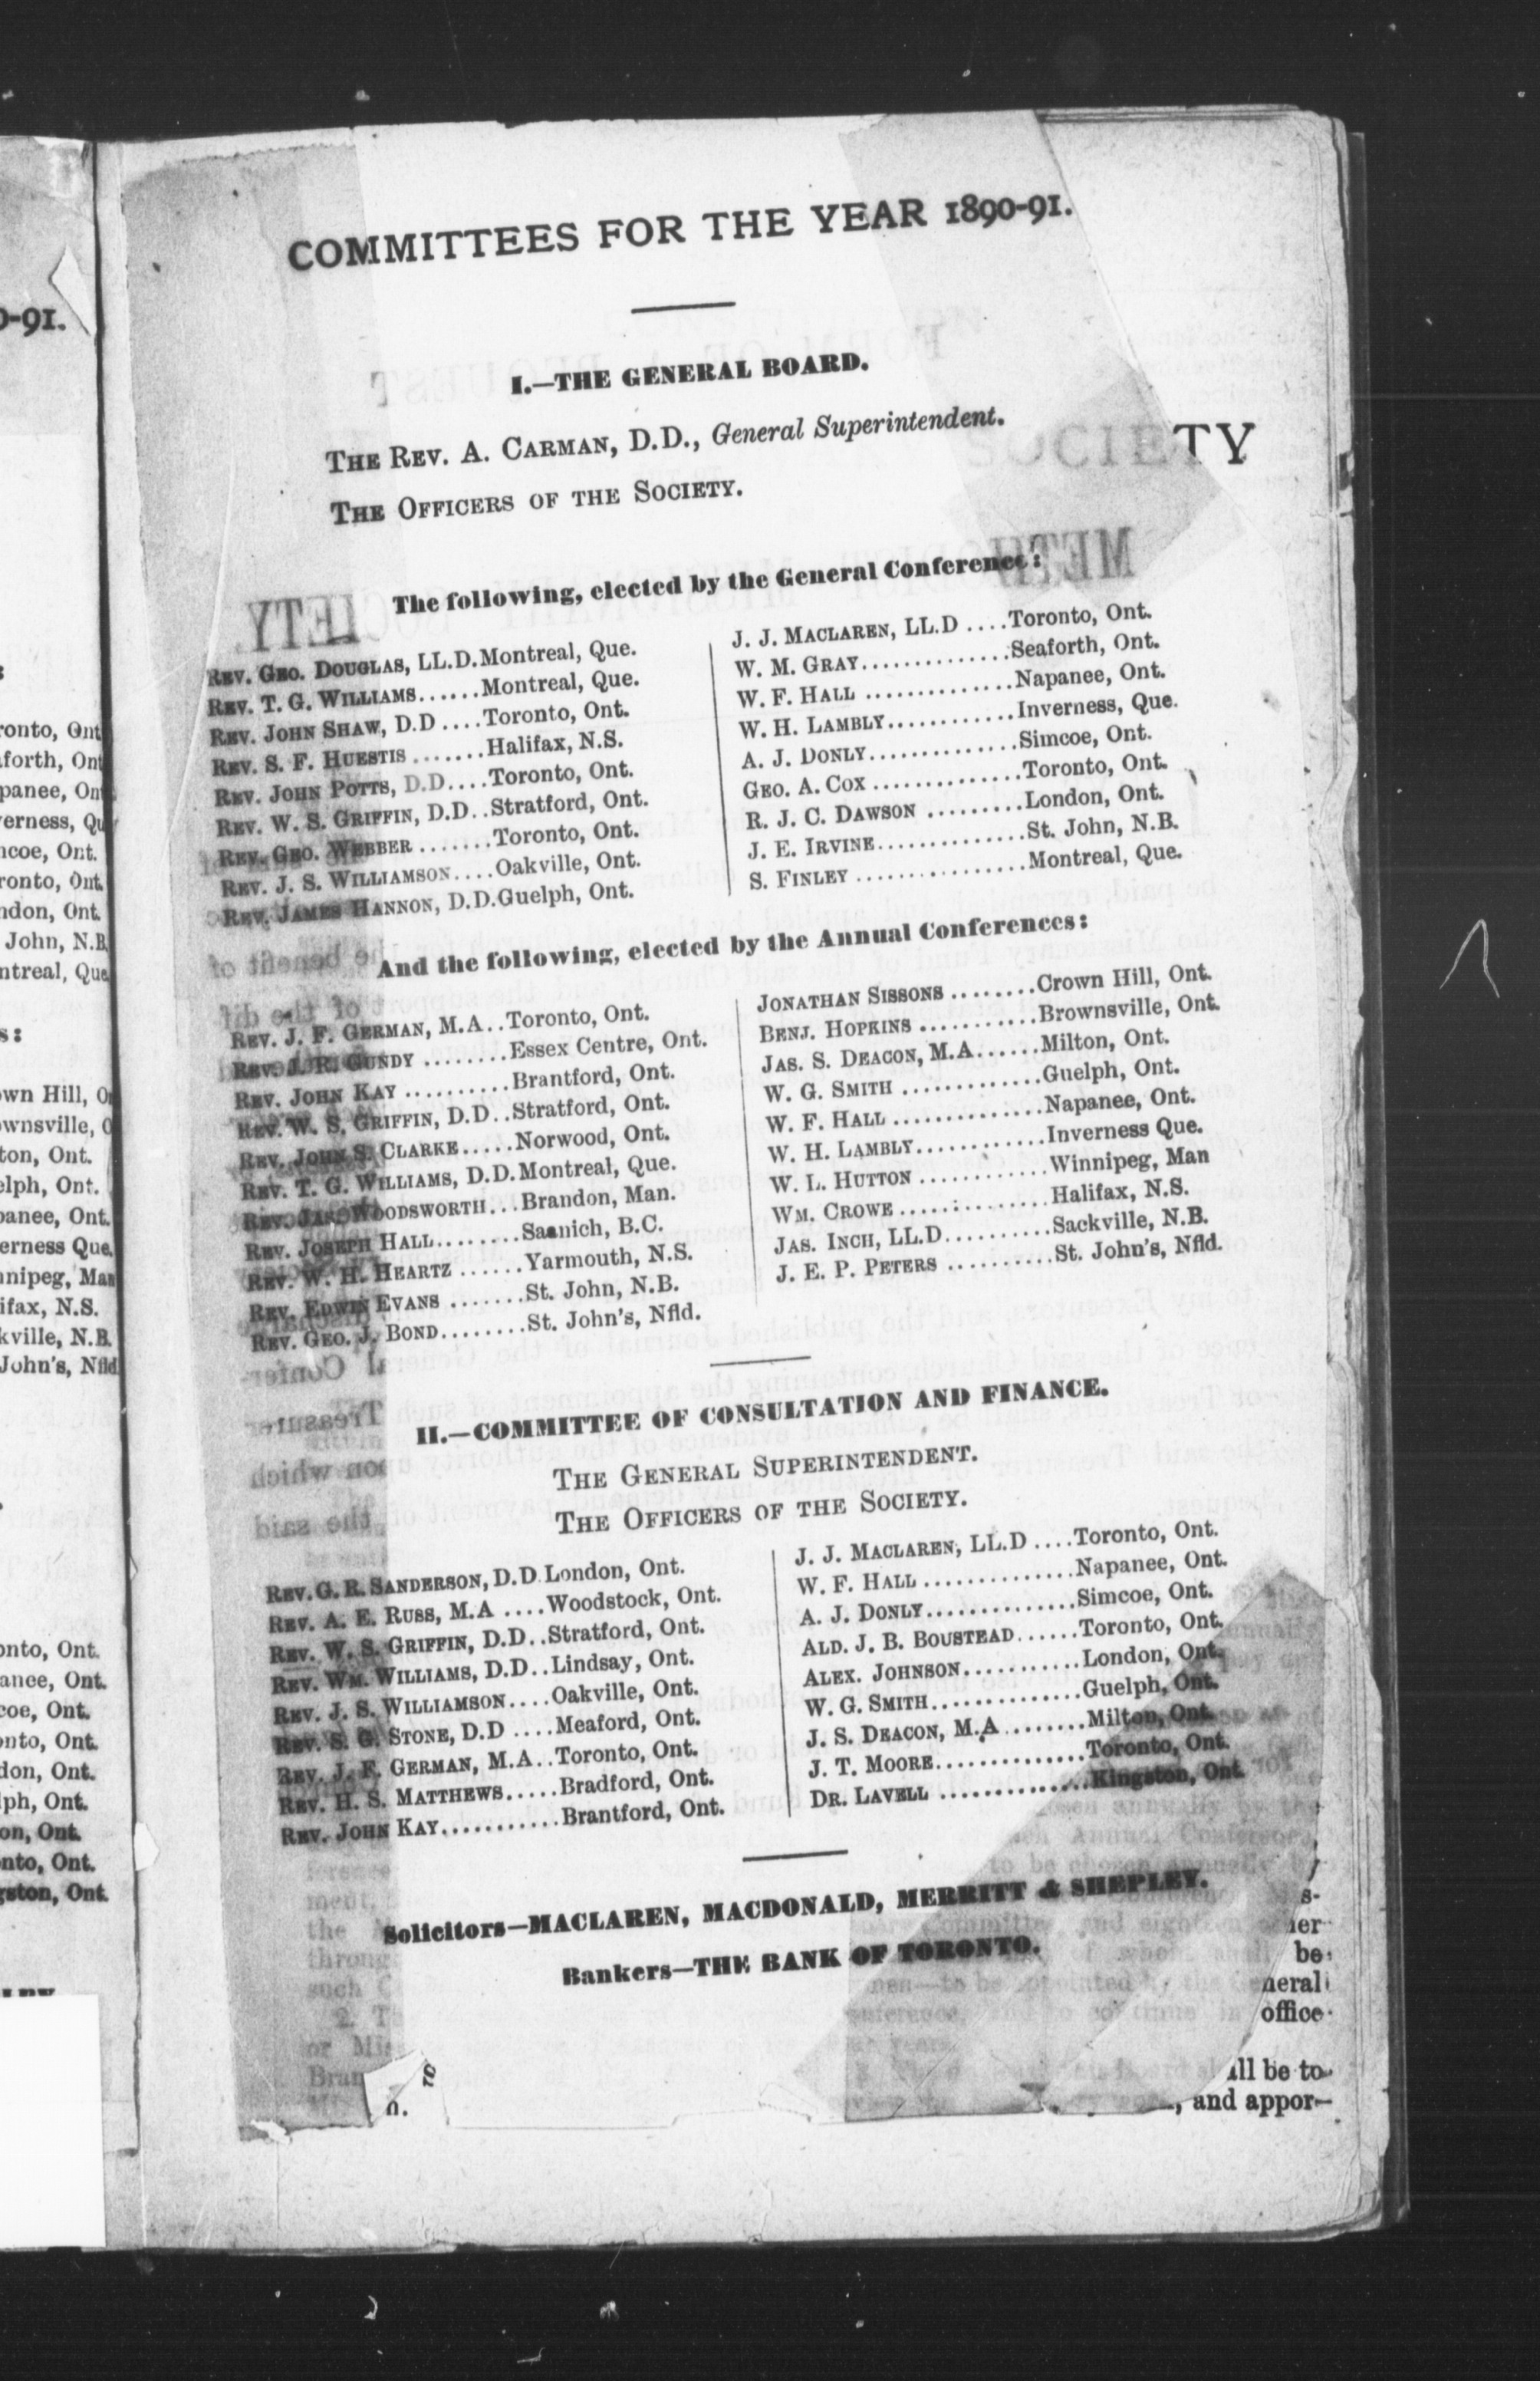 COMMITTEES FOR THE YEAR 1890-91.
I.—THE GENERAL BOARD.
THE REV. A. CARMAN, D.D., General Superintendent.
THE OFFICERS OF THE SOCIETY.
The following, elected by the General Conference:
REV. GEO. DOUGLAS, LL.D. Montreal, Que.
REV. T. G. WILLIAMS......Montreal, Que.
REV. JOHN SHAW, D.D ....Toronto, Ont.
REV. S. F. HUESTIS .......Halifax, N.S.
REV. JOHN POTTS, D.D....Toronto, Ont.
REV. W. S. GRIFFIN, D.D..Stratford, Ont.
REV. GEO. WEBBER .......Toronto, Ont.
REV. J. S. WILLIAMSON....Oakville, Ont.
REV. JAMES HANNON, D.D.Guelph, Ont.
J. J. MACLAREN, LL.D ....Toronto, Ont.
W. M. GRAY..............Seaforth, Ont.
W. F. HALL ..............Napanee, Ont.
W. H. LAMBLY............Inverness, Que.
A. J. DONLY..............Simcoe, Ont.
GEO. A. COX ..............Toronto, Ont.
R. J. C. DAWSON .........London, Ont.
J. E. IRVINE..............St. John, N.B.
S. FINLEY ................Montreal, Que.
And the following, elected by the Annual Conferences:
REV. J. F. GERMAN, M.A..Toronto, Ont.
REV. J. R. GUNDY ........Essex Centre, Ont.
REV. JOHN KAY ..........Brantford, Ont.
REV. W. S. GRIFFIN, D.D..Stratford, Ont.
REV. JOHN S. CLARKE.....Norwood, Ont.
REV. T. G. WILLIAMS, D.D.Montreal, Que.
REV. JAS. WOODSWORTH...Brandon, Man.
REV. JOSEPH HALL........Saanich, B.C.
REV. W. H. HEARTZ ......Yarmouth, N.S.
REV. EDWIN EVANS .......St. John, N.B.
REV. GEO. J. BOND........St. John's, Nfld.
JONATHAN SISSONS ........Crown Hill, Ont.
BENJ. HOPKINS ...........Brownsville, Ont.
JAS. S. DEACON, M.A......Milton, Ont.
W. G. SMITH .............Guelph, Ont.
W. F. HALL ..............Napanee, Ont.
W. H. LAMBLY............Inverness Que.
W. L. HUTTON ............Winnipeg, Man
WM. CROWE ..............Halifax, N.S.
JAS. INCH, LL.D..........Sackville, N.B.
J. E. P. PETERS ..........St. John's, Nfld.
II.—COMMITTEE OF CONSULTATION AND FINANCE.
THE GENERAL SUPERINTENDENT.
THE OFFICERS OF THE SOCIETY.
REV. G. R. SANDERSON, D.D. London, Ont.
REV. A. E. RUSS, M.A ....Woodstock, Ont.
REV. W. S. GRIFFIN, D.D..Stratford, Ont.
REV. WM. WILLIAMS, D.D..Lindsay, Ont.
REV. J. S. WILLIAMSON....Oakville, Ont.
REV. S. G. STONE, D.D ....Meaford, Ont.
REV. J. F. GERMAN, M.A..Toronto, Ont.
REV. H. S. MATTHEWS.....Bradford, Ont.
REV. JOHN KAY...........Brantford, Ont.
J. J. MACLAREN, LL.D ....Toronto, Ont.
W. F. HALL ..............Napanee, Ont.
A. J. DONLY..............Simcoe, Ont.
ALD. J. B. BOUSTEAD......Toronto, Ont.
ALEX. JOHNSON...........London, Ont.
W. G. SMITH..............Guelph, Ont.
J. S. DEACON, M.A........Milton, Ont.
J. T. MOORE..............Toronto, Ont.
DR. LAVELL ..............Kingston, Ont.
Solicitors—MACLAREN, MACDONALD, MERRITT & SHEPLEY.
Bankers—THE BANK OF TORONTO.
be
neral
office
all be to
, and appor-